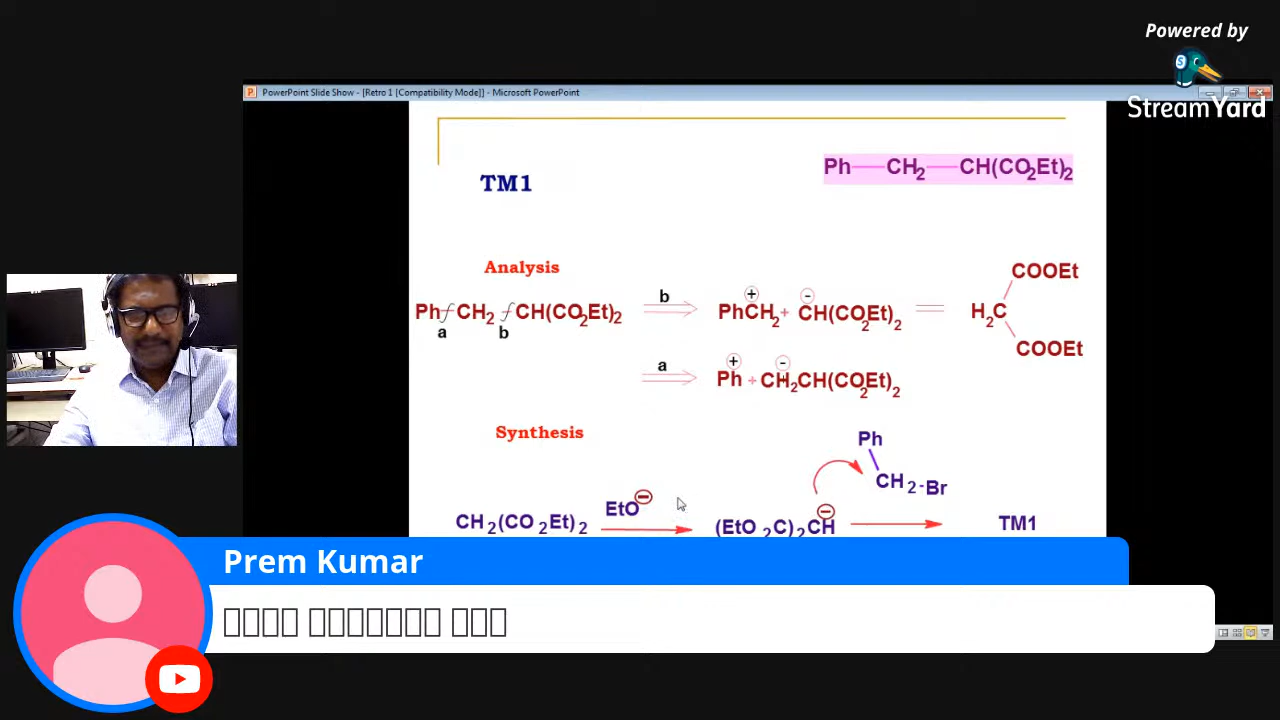 Powered by
StreamYard
PowerPoint Slide Show - [Retro 1 [Compatibility Mode]] - Microsoft PowerPoint
Ph—CH2—CH(CO2Et)2
TM1
Analysis
Ph CH2 CH(CO2Et)2
a b
b
PhCH2 + CH(CO2Et)2
+ -
=
COOEt
H2C
COOEt
a
Ph + CH2CH(CO2Et)2
+ -
Synthesis
Ph
CH2-Br
EtO⊖
CH2(CO2Et)2
(EtO2C)2CH
TM1
Prem Kumar